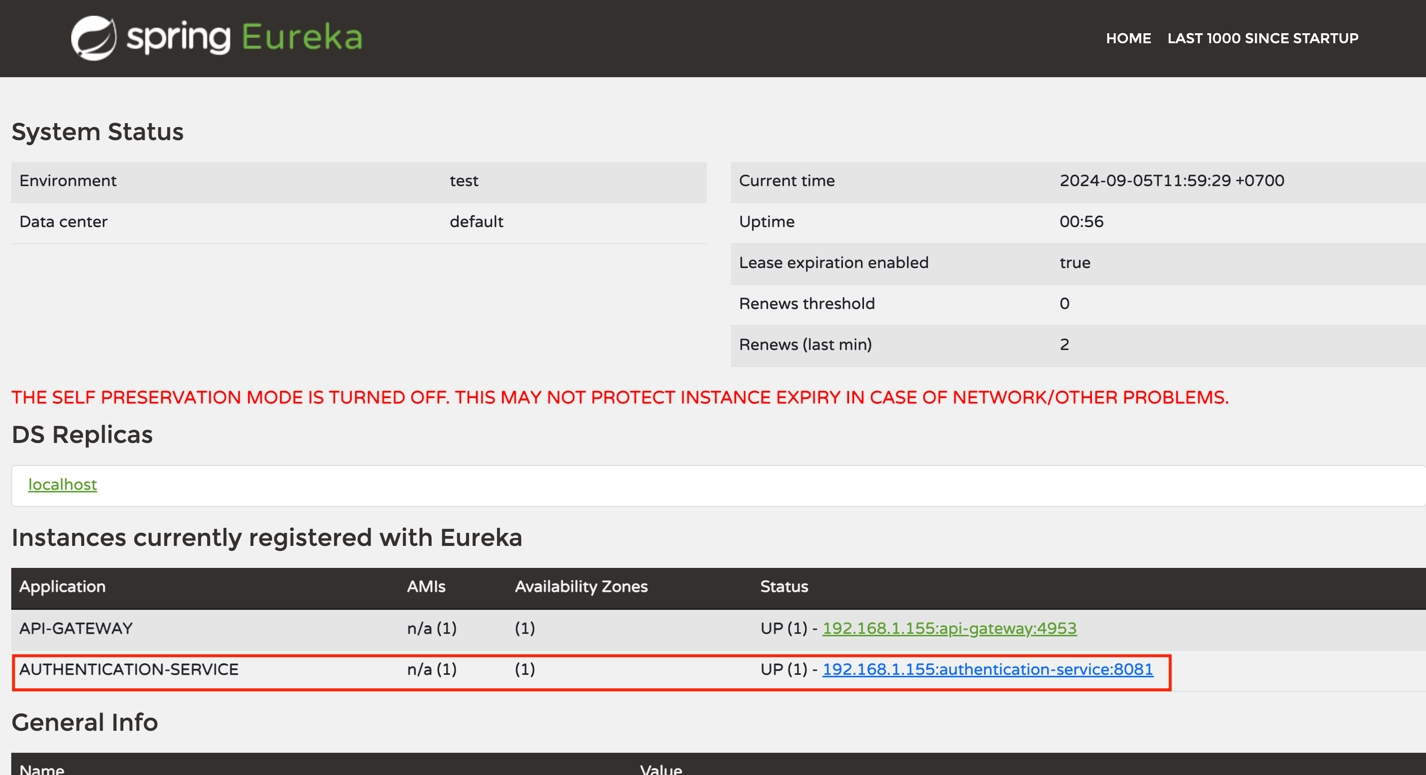 spring Eureka
HOME LAST 1000 SINCE STARTUP
System Status
Environment test
Data center default
Current time 2024-09-05T11:59:29 +0700
Uptime 00:56
Lease expiration enabled true
Renews threshold 0
Renews (last min) 2
THE SELF PRESERVATION MODE IS TURNED OFF. THIS MAY NOT PROTECT INSTANCE EXPIRY IN CASE OF NETWORK/OTHER PROBLEMS.
DS Replicas
localhost
Instances currently registered with Eureka
Application AMIs Availability Zones Status
API-GATEWAY n/a (1) (1) UP (1) - 192.168.1.155:api-gateway:4953
AUTHENTICATION-SERVICE n/a (1) (1) UP (1) - 192.168.1.155:authentication-service:8081
General Info
Name Value